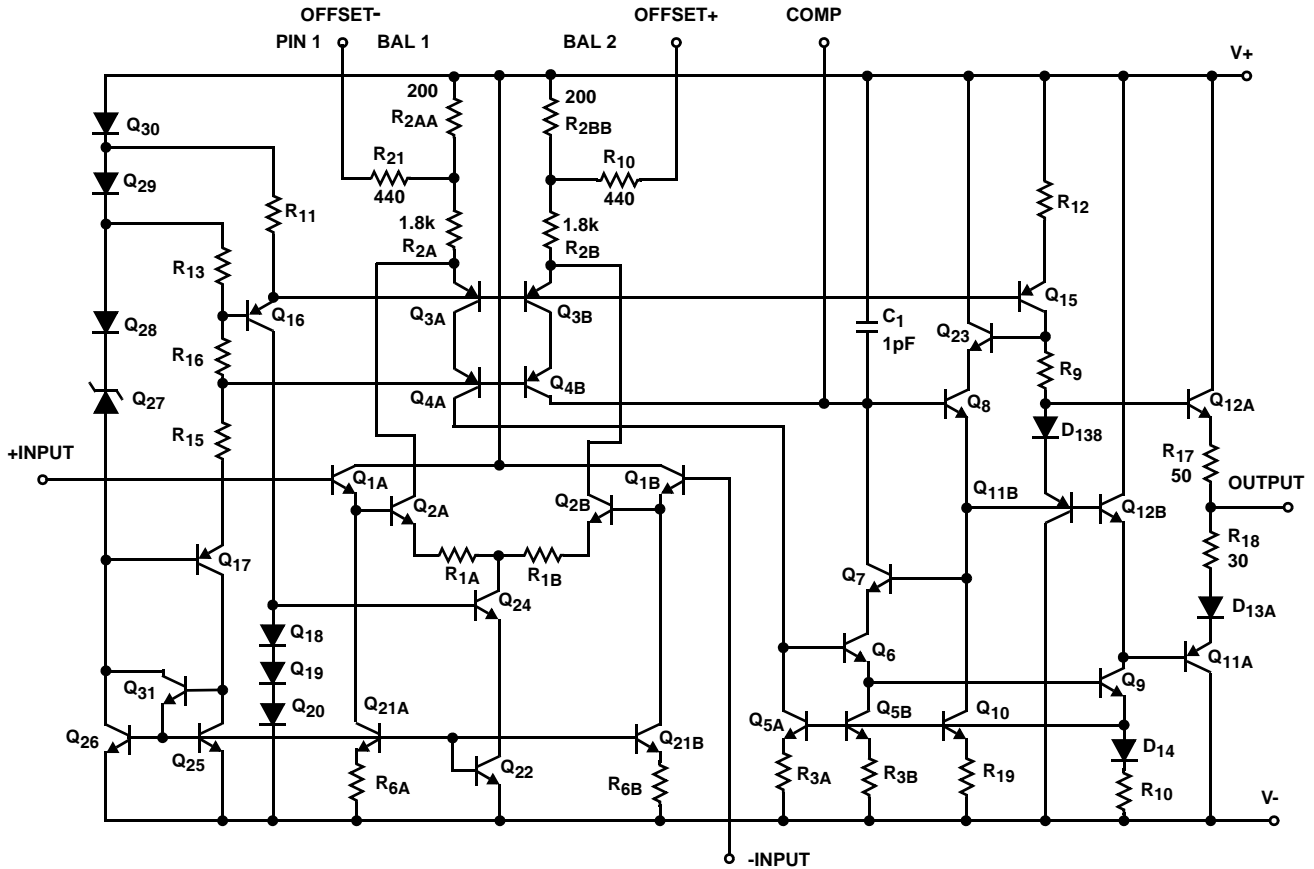 OFFSET- OFFSET+ COMP
PIN 1 BAL 1 BAL 2
V+
200 200
R2AA R2BB
Q30
R21 R10
440 440
Q29
R11
1.8k 1.8k
R2A R2B
R12
R13
Q16 Q3A Q3B Q15
Q28
C1
1pF
Q23
R16
R9
Q27
Q4A Q4B Q8 Q12A
R15
D138
+INPUT
R17
50
OUTPUT
Q1A Q1B
Q2A Q2B
Q11B Q12B
R18
30
Q17
R1A R1B
Q7
Q24
D13A
Q18
Q6
Q11A
Q19
Q31
Q9
Q20
Q21A Q5A Q5B Q10
Q26 Q25 Q22 Q21B
D14
R6A R6B R3A R3B R19 R10
V-
-INPUT